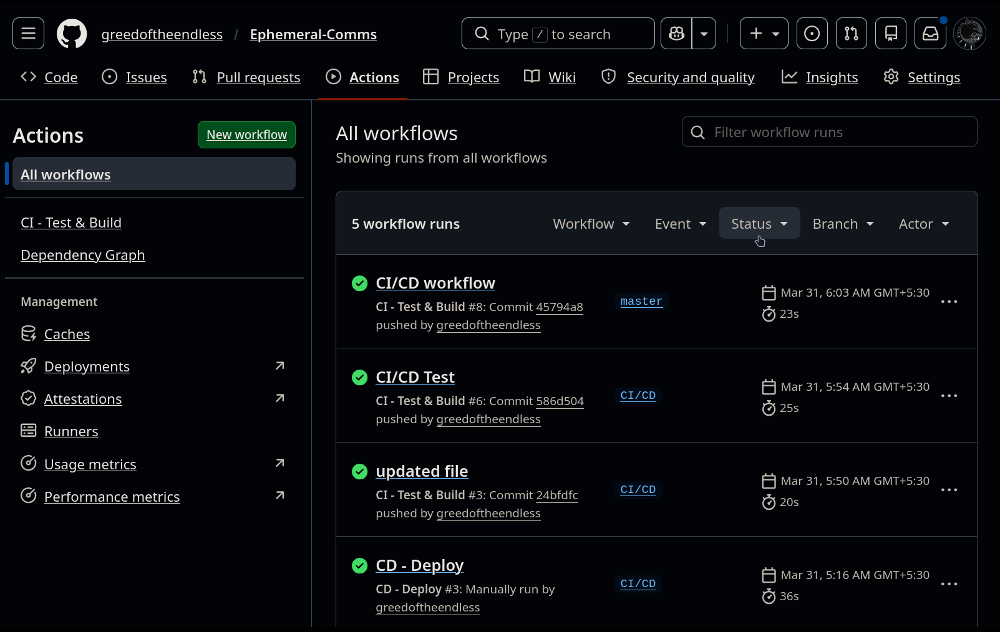 greedoftheendless / Ephemeral-Comms
Type / to search
Code Issues Pull requests Actions Projects Wiki Security and quality Insights Settings
Actions
New workflow
All workflows
CI - Test & Build
Dependency Graph
Management
Caches
Deployments
Attestations
Runners
Usage metrics
Performance metrics
All workflows
Showing runs from all workflows
Filter workflow runs
5 workflow runs
Workflow Event Status Branch Actor
CI/CD workflow
CI - Test & Build #8: Commit 45794a8
pushed by greedoftheendless
master
Mar 31, 6:03 AM GMT+5:30
23s
CI/CD Test
CI - Test & Build #6: Commit 586d504
pushed by greedoftheendless
CI/CD
Mar 31, 5:54 AM GMT+5:30
25s
updated file
CI - Test & Build #3: Commit 24bfdfc
pushed by greedoftheendless
CI/CD
Mar 31, 5:50 AM GMT+5:30
20s
CD - Deploy
CD - Deploy #3: Manually run by
greedoftheendless
CI/CD
Mar 31, 5:16 AM GMT+5:30
36s